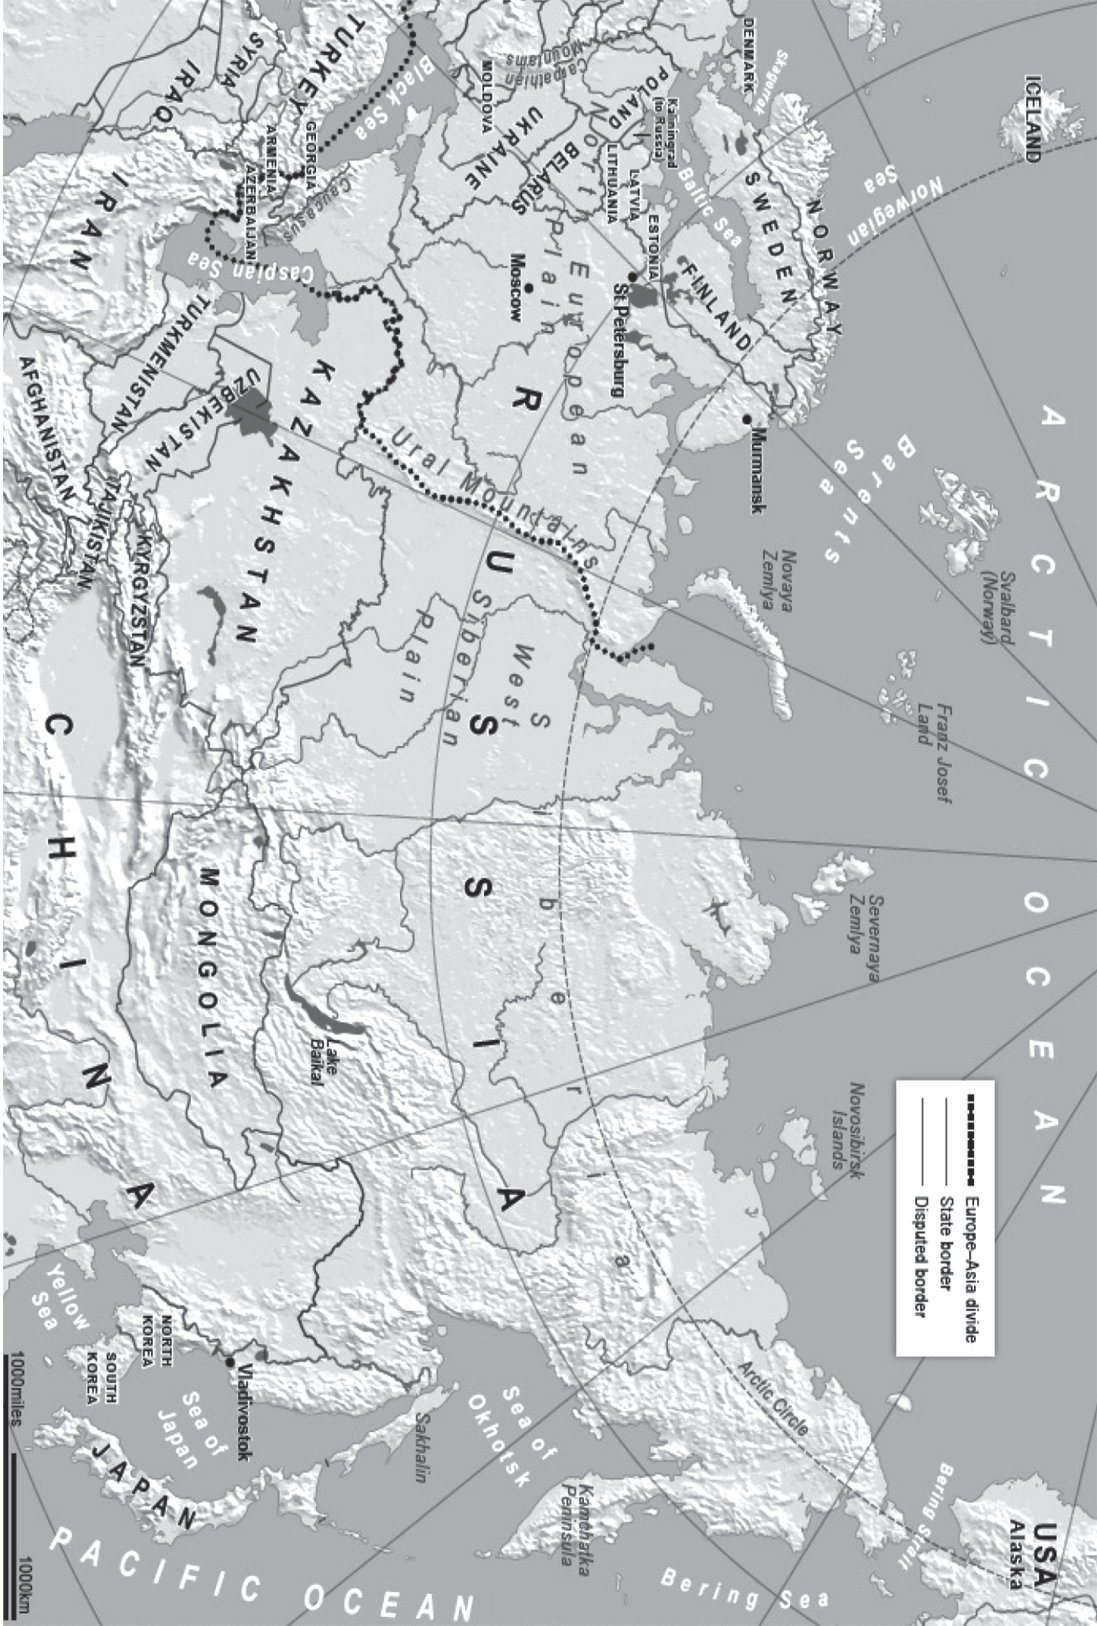 ICELAND
ARCTIC OCEAN
USA
Alaska
Norwegian
Sea
Barents
Sea
Svalbard
(Norway)
Franz Josef
Land
Novaya
Zemlya
Severnaya
Zemlya
Novosibirsk
Islands
Europe–Asia divide
State border
Disputed border
Arctic Circle
Bering Strait
Bering Sea
Skagerrak
DENMARK
NORWAY
SWEDEN
FINLAND
Murmansk
Baltic Sea
Kaliningrad
(to Russia)
POLAND
ESTONIA
LATVIA
LITHUANIA
BELARUS
UKRAINE
MOLDOVA
Carpathian
Mountains
St Petersburg
Moscow
North European
Plain
RUSSIA
Ural Mountains
West
Siberian
Plain
Siberia
Kamchatka
Peninsula
Sea of
Okhotsk
Sakhalin
Lake
Baikal
Vladivostok
Black Sea
TURKEY
GEORGIA
ARMENIA
AZERBAIJAN
Caucasus
Caspian Sea
SYRIA
IRAQ
IRAN
KAZAKHSTAN
UZBEKISTAN
TURKMENISTAN
AFGHANISTAN
TAJIKISTAN
KYRGYZSTAN
MONGOLIA
CHINA
NORTH
KOREA
SOUTH
KOREA
Yellow
Sea
Sea of
Japan
JAPAN
PACIFIC OCEAN
1000miles
1000km